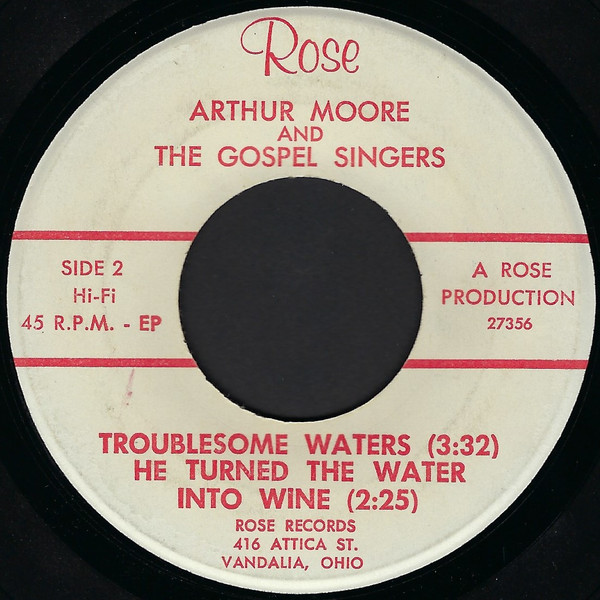 Rose
ARTHUR MOORE
AND
THE GOSPEL SINGERS
SIDE 2
Hi-Fi
45 R.P.M. - EP
A ROSE
PRODUCTION
27356
TROUBLESOME WATERS (3:32)
HE TURNED THE WATER
INTO WINE (2:25)
ROSE RECORDS
416 ATTICA ST.
VANDALIA, OHIO